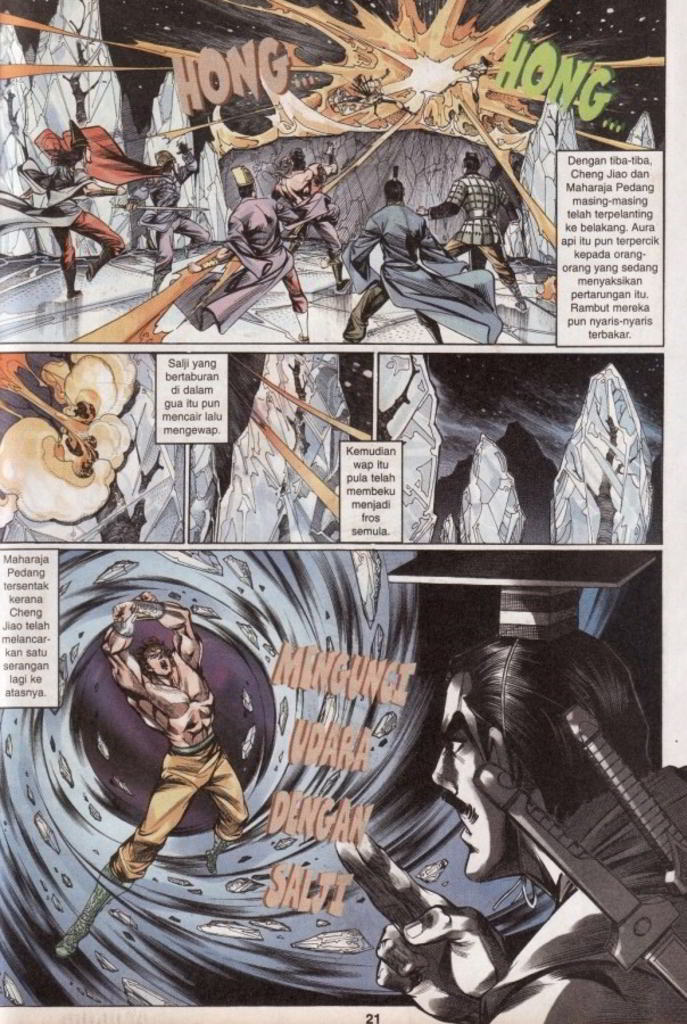 HONG
HONG...
Dengan tiba-tiba,
Cheng Jiao dan
Maharaja Pedang
masing-masing
telah terpelanting
ke belakang. Aura
api itu pun terpercik
kepada orang-
orang yang sedang
menyaksikan
pertarungan itu.
Rambut mereka
pun nyaris-nyaris
terbakar.
Salji yang
bertaburan
di dalam
gua itu pun
mencair lalu
mengewap.
Kemudian
wap itu
pula telah
membeku
menjadi
fros
semula.
Maharaja
Pedang
tersentak
kerana
Cheng
Jiao telah
melancar-
kan satu
serangan
lagi ke
atasnya.
MENGUNCI
UDARA
DENGAN
SALJI
21